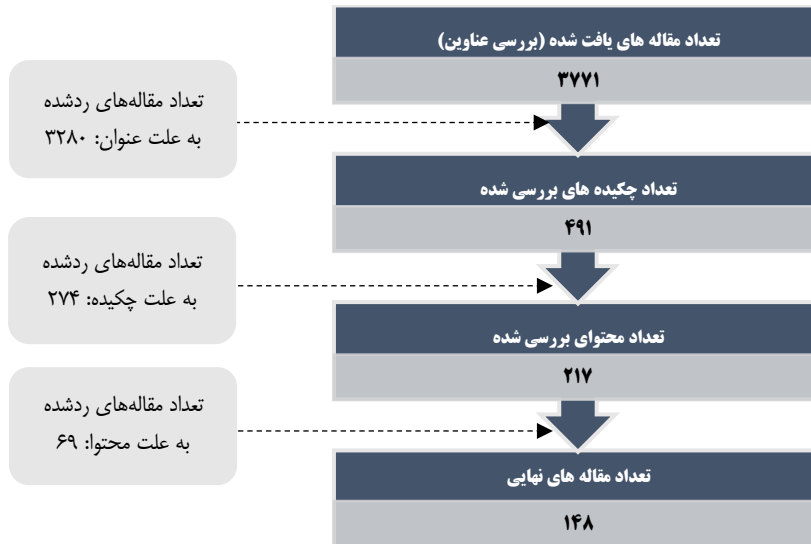 تعداد مقاله های یافت شده (بررسی عناوین)
۳۷۷۱
تعداد مقاله‌های ردشده
به علت عنوان: ۳۲۸۰
تعداد چکیده های بررسی شده
۴۹۱
تعداد مقاله‌های ردشده
به علت چکیده: ۲۷۴
تعداد محتوای بررسی شده
۲۱۷
تعداد مقاله‌های ردشده
به علت محتوا: ۶۹
تعداد مقاله های نهایی
۱۴۸